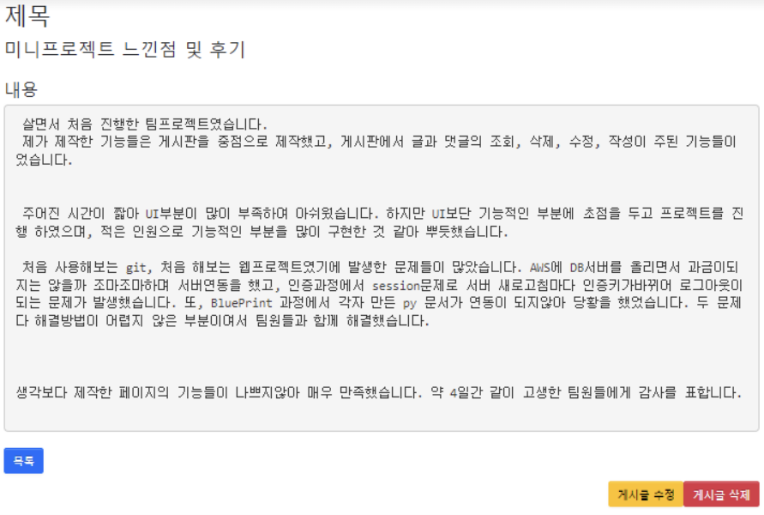 제목
미니프로젝트 느낀점 및 후기
내용
살면서 처음 진행한 팀프로젝트였습니다.
제가 제작한 기능들은 게시판을 중점으로 제작했고, 게시판에서 글과 댓글의 조회, 삭제, 수정, 작성이 주된 기능들이
었습니다.
주어진 시간이 짧아 UI부분이 많이 부족하여 아쉬웠습니다. 하지만 UI보단 기능적인 부분에 초점을 두고 프로젝트를 진
행 하였으며, 적은 인원으로 기능적인 부분을 많이 구현한 것 같아 뿌듯했습니다.
처음 사용해보는 git, 처음 해보는 웹프로젝트였기에 발생한 문제들이 많았습니다. AWS에 DB서버를 올리면서 과금이되
지는 않을까 조마조마하며 서버연동을 했고, 인증과정에서 session문제로 서버 새로고침마다 인증키가바뀌어 로그아웃이
되는 문제가 발생했습니다. 또, BluePrint 과정에서 각자 만든 py 문서가 연동이 되지않아 당황을 했었습니다. 두 문제
다 해결방법이 어렵지 않은 부분이여서 팀원들과 함께 해결했습니다.
생각보다 제작한 페이지의 기능들이 나쁘지않아 매우 만족했습니다. 약 4일간 같이 고생한 팀원들에게 감사를 표합니다.
목록
게시글 수정 게시글 삭제